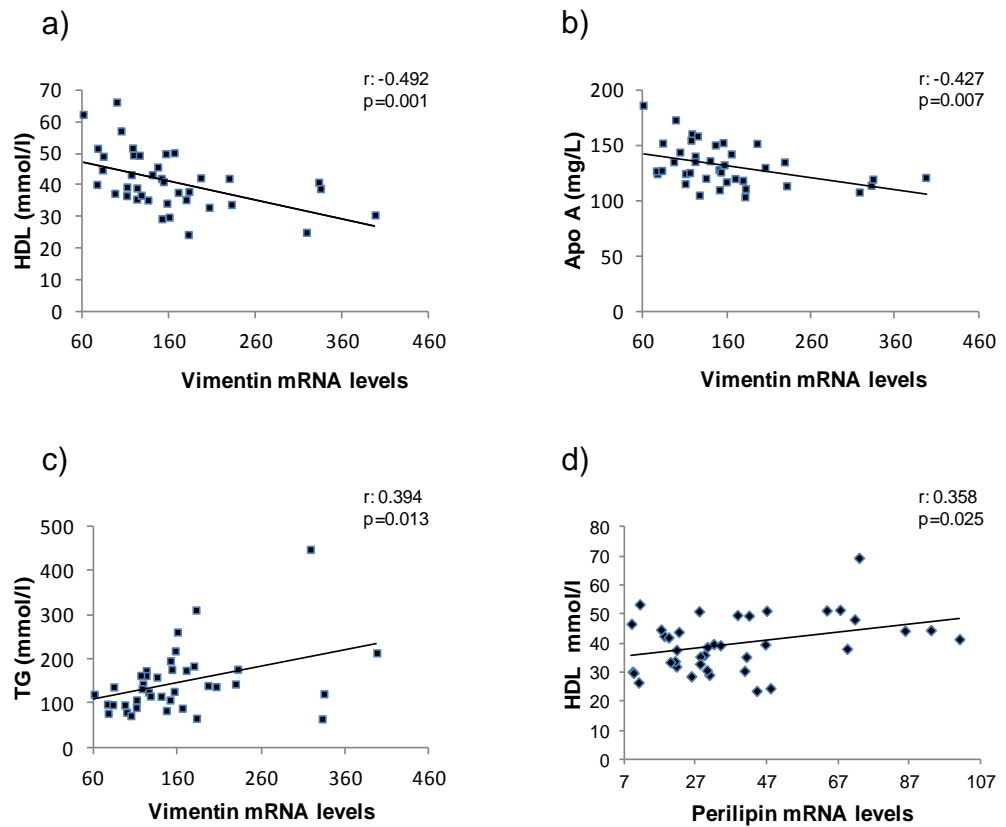 a)
r: -0.492
p=0.001
70
60
50
40
30
20
10
0
HDL (mmol/l)
60 160 260 360 460
Vimentin mRNA levels
b)
r: -0.427
p=0.007
200
150
100
50
0
Apo A (mg/L)
60 160 260 360 460
Vimentin mRNA levels
c)
r: 0.394
p=0.013
500
400
300
200
100
0
TG (mmol/l)
60 160 260 360 460
Vimentin mRNA levels
d)
r: 0.358
p=0.025
80
70
60
50
40
30
20
10
0
HDL mmol/l
7 27 47 67 87 107
Perilipin mRNA levels